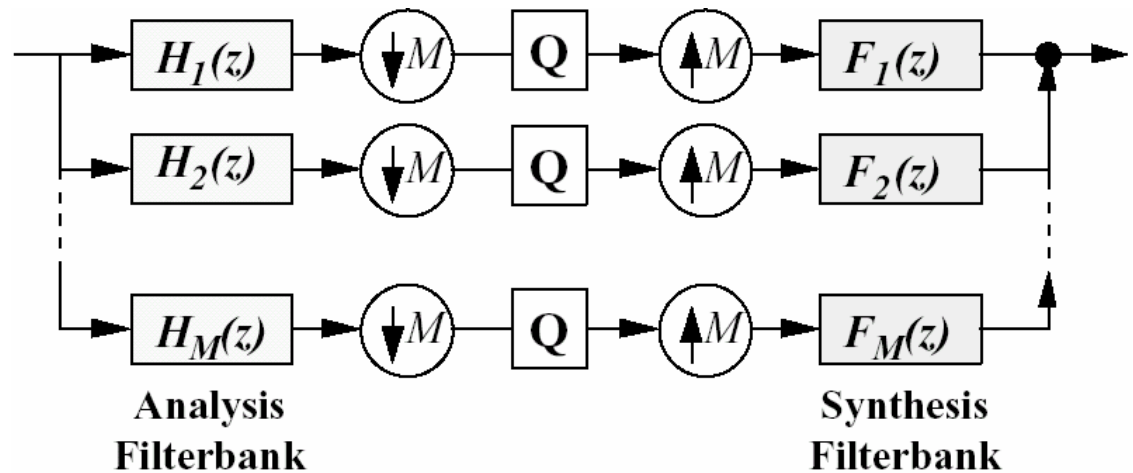 H1(z) ↓M Q ↑M F1(z)
H2(z) ↓M Q ↑M F2(z)
HM(z) ↓M Q ↑M FM(z)
Analysis Synthesis
Filterbank Filterbank